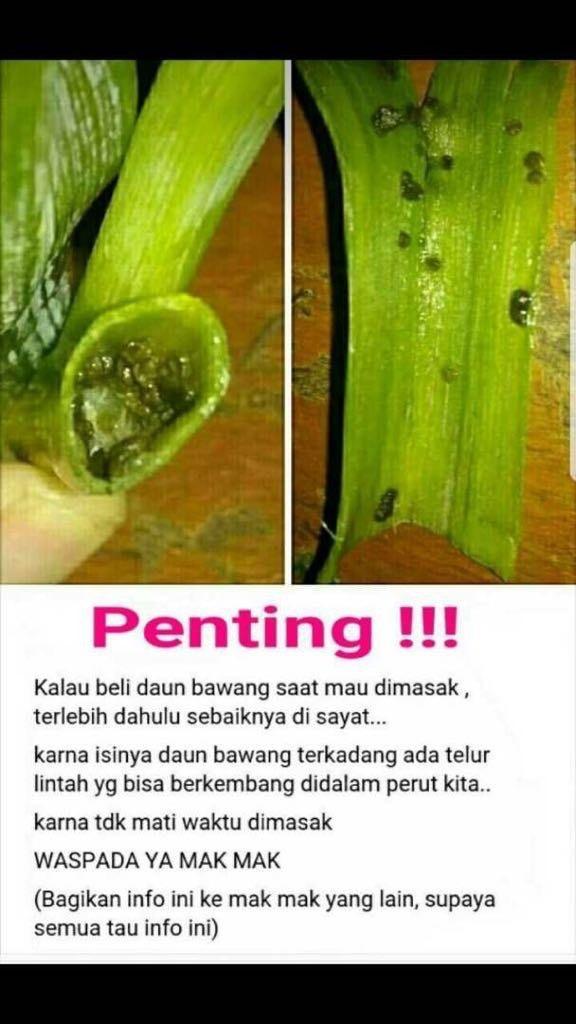 Penting !!!
Kalau beli daun bawang saat mau dimasak ,
terlebih dahulu sebaiknya di sayat...
karna isinya daun bawang terkadang ada telur
lintah yg bisa berkembang didalam perut kita..
karna tdk mati waktu dimasak
WASPADA YA MAK MAK
(Bagikan info ini ke mak mak yang lain, supaya
semua tau info ini)